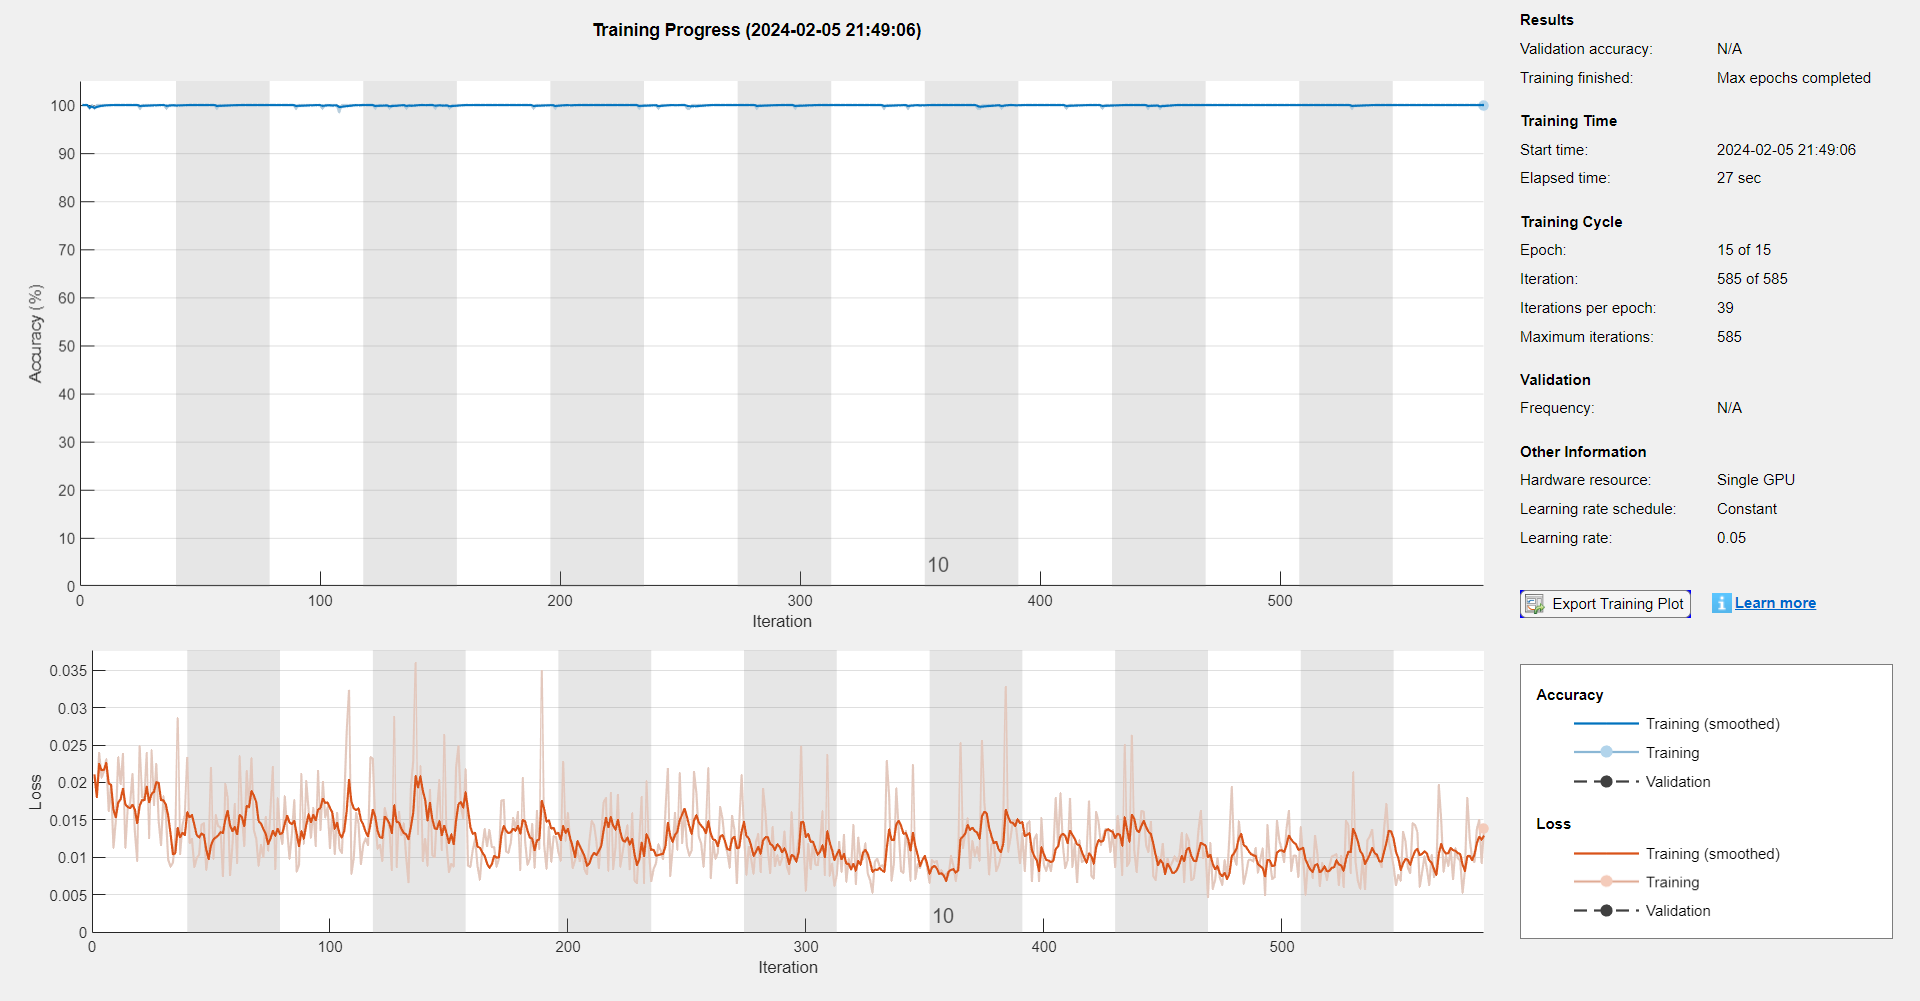 Training Progress (2024-02-05 21:49:06)
100
90
80
70
60
50
40
30
20
10
0
Accuracy (%)
10
0 100 200 300 400 500
Iteration
0.035
0.03
0.025
0.02
0.015
0.01
0.005
0
Loss
10
0 100 200 300 400 500
Iteration
Results
Validation accuracy: N/A
Training finished: Max epochs completed
Training Time
Start time: 2024-02-05 21:49:06
Elapsed time: 27 sec
Training Cycle
Epoch: 15 of 15
Iteration: 585 of 585
Iterations per epoch: 39
Maximum iterations: 585
Validation
Frequency: N/A
Other Information
Hardware resource: Single GPU
Learning rate schedule: Constant
Learning rate: 0.05
Export Training Plot
i Learn more
Accuracy
Training (smoothed)
Training
Validation
Loss
Training (smoothed)
Training
Validation